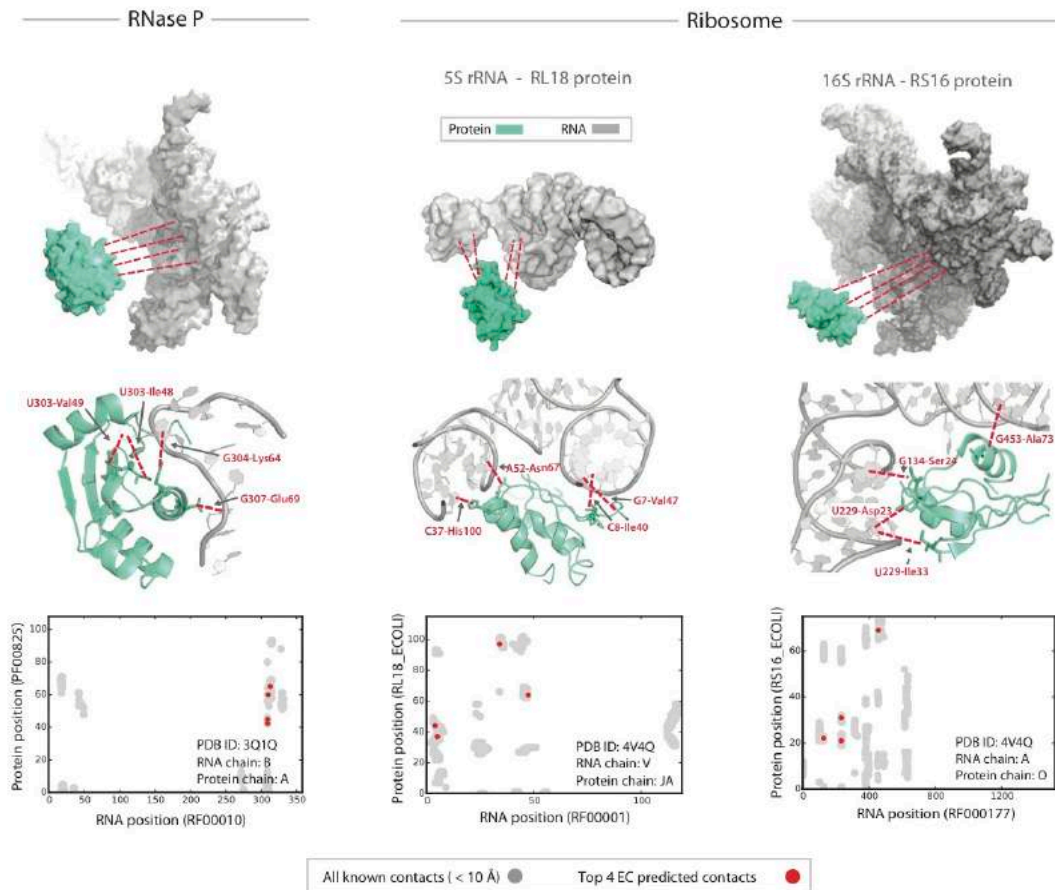 RNase P
Ribosome
5S rRNA - RL18 protein
16S rRNA - RS16 protein
Protein
RNA
U303-Ile48
U303-Val49
G304-Lys64
G307-Glu69
A52-Asn67
G7-Val47
C37-His100
C8-Ile40
G453-Ala73
G134-Ser24
U229-Asp23
U229-Ile33
Protein position (PF00825)
100
80
60
40
20
0
PDB ID: 3Q1Q
RNA chain: B
Protein chain: A
0 50 100 150 200 250 300 350
RNA position (RF00010)
Protein position (RL18_ECOLI)
100
80
60
40
20
0
PDB ID: 4V4Q
RNA chain: V
Protein chain: JA
0 50 100
RNA position (RF00001)
Protein position (RS16_ECOLI)
60
40
20
0
PDB ID: 4V4Q
RNA chain: A
Protein chain: O
0 400 800 1200
RNA position (RF000177)
All known contacts ( < 10 Å)
Top 4 EC predicted contacts